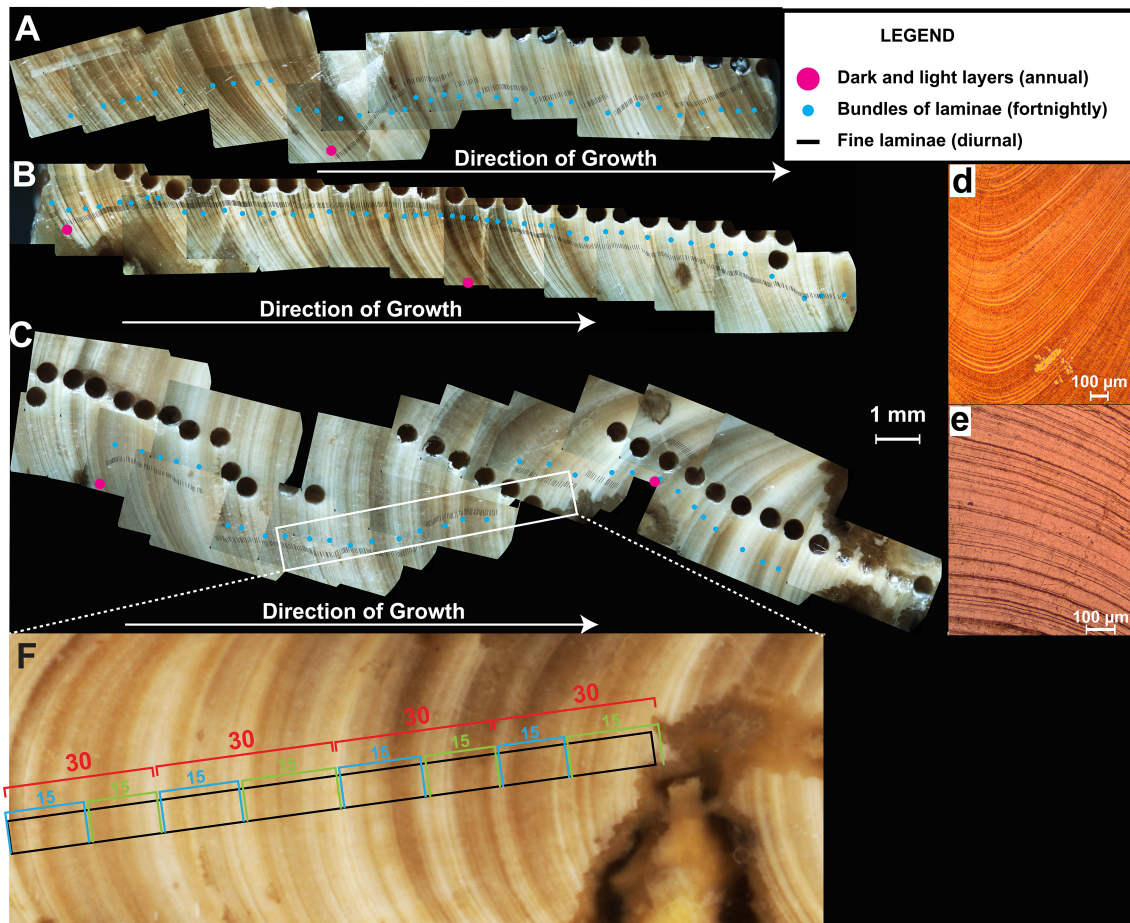 A
LEGEND
Dark and light layers (annual)
Bundles of laminae (fortnightly)
Fine laminae (diurnal)
Direction of Growth
B
d
100 µm
Direction of Growth
C
1 mm
e
100 µm
Direction of Growth
F
30
30
30
30
15
15
15
15
15
15
15
15